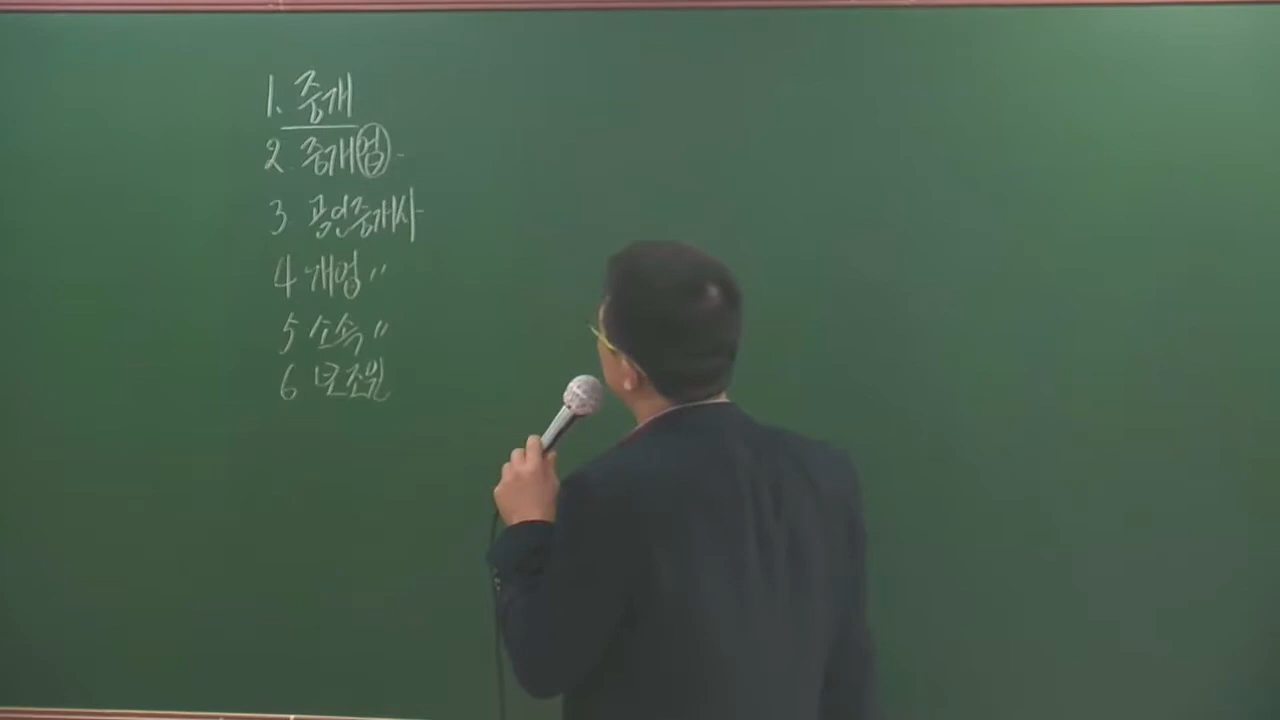 1. 중개
2. 중개업
3 공인중개사
4 개업 〃
5 소속 〃
6 보조원